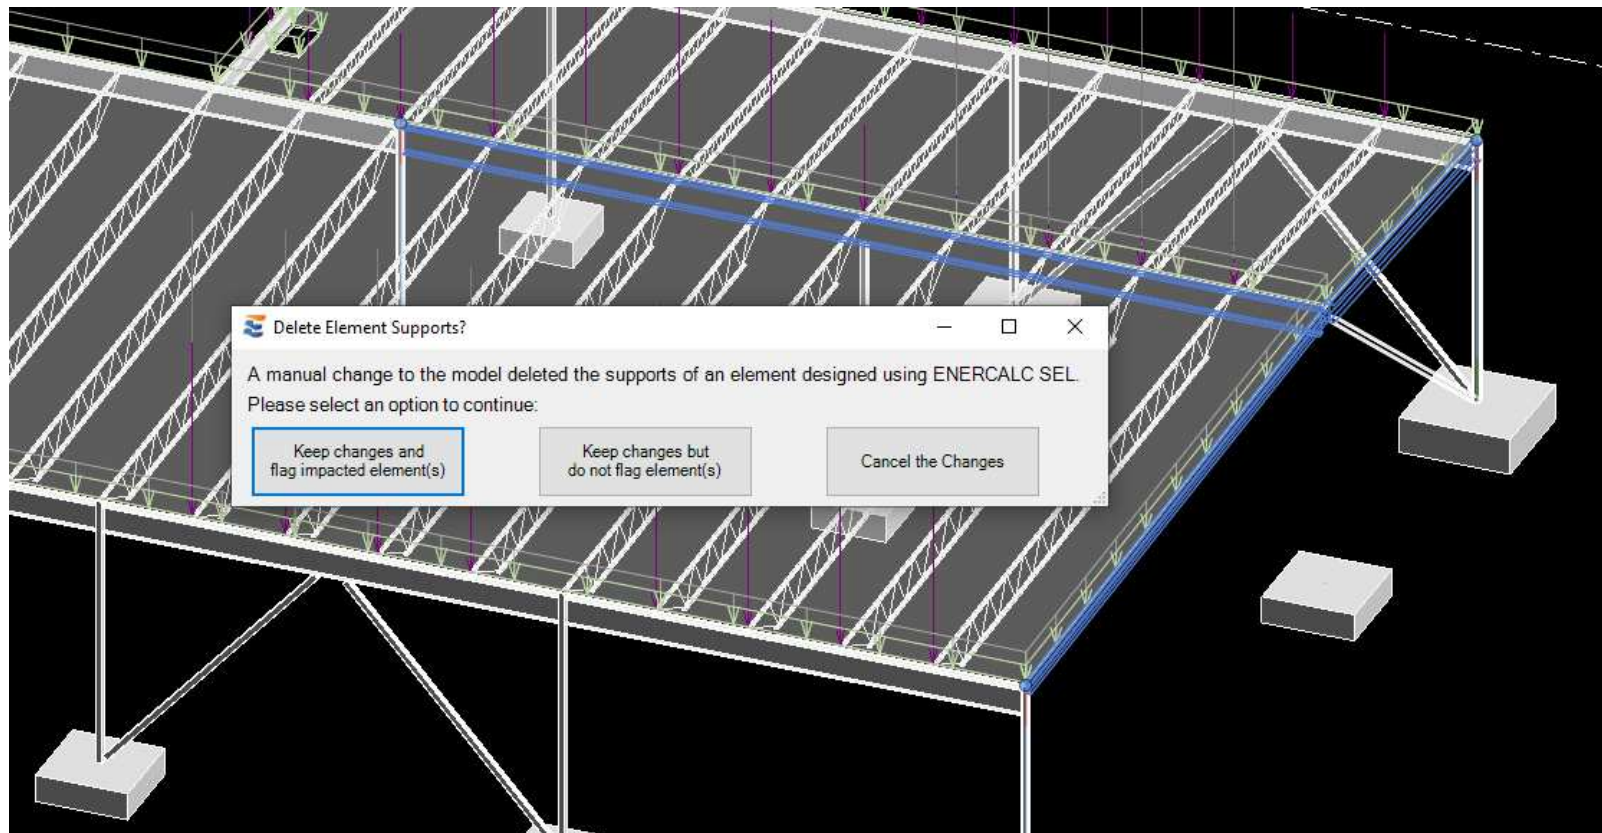 Delete Element Supports?
A manual change to the model deleted the supports of an element designed using ENERCALC SEL.
Please select an option to continue:
Keep changes and
flag impacted element(s)
Keep changes but
do not flag element(s)
Cancel the Changes